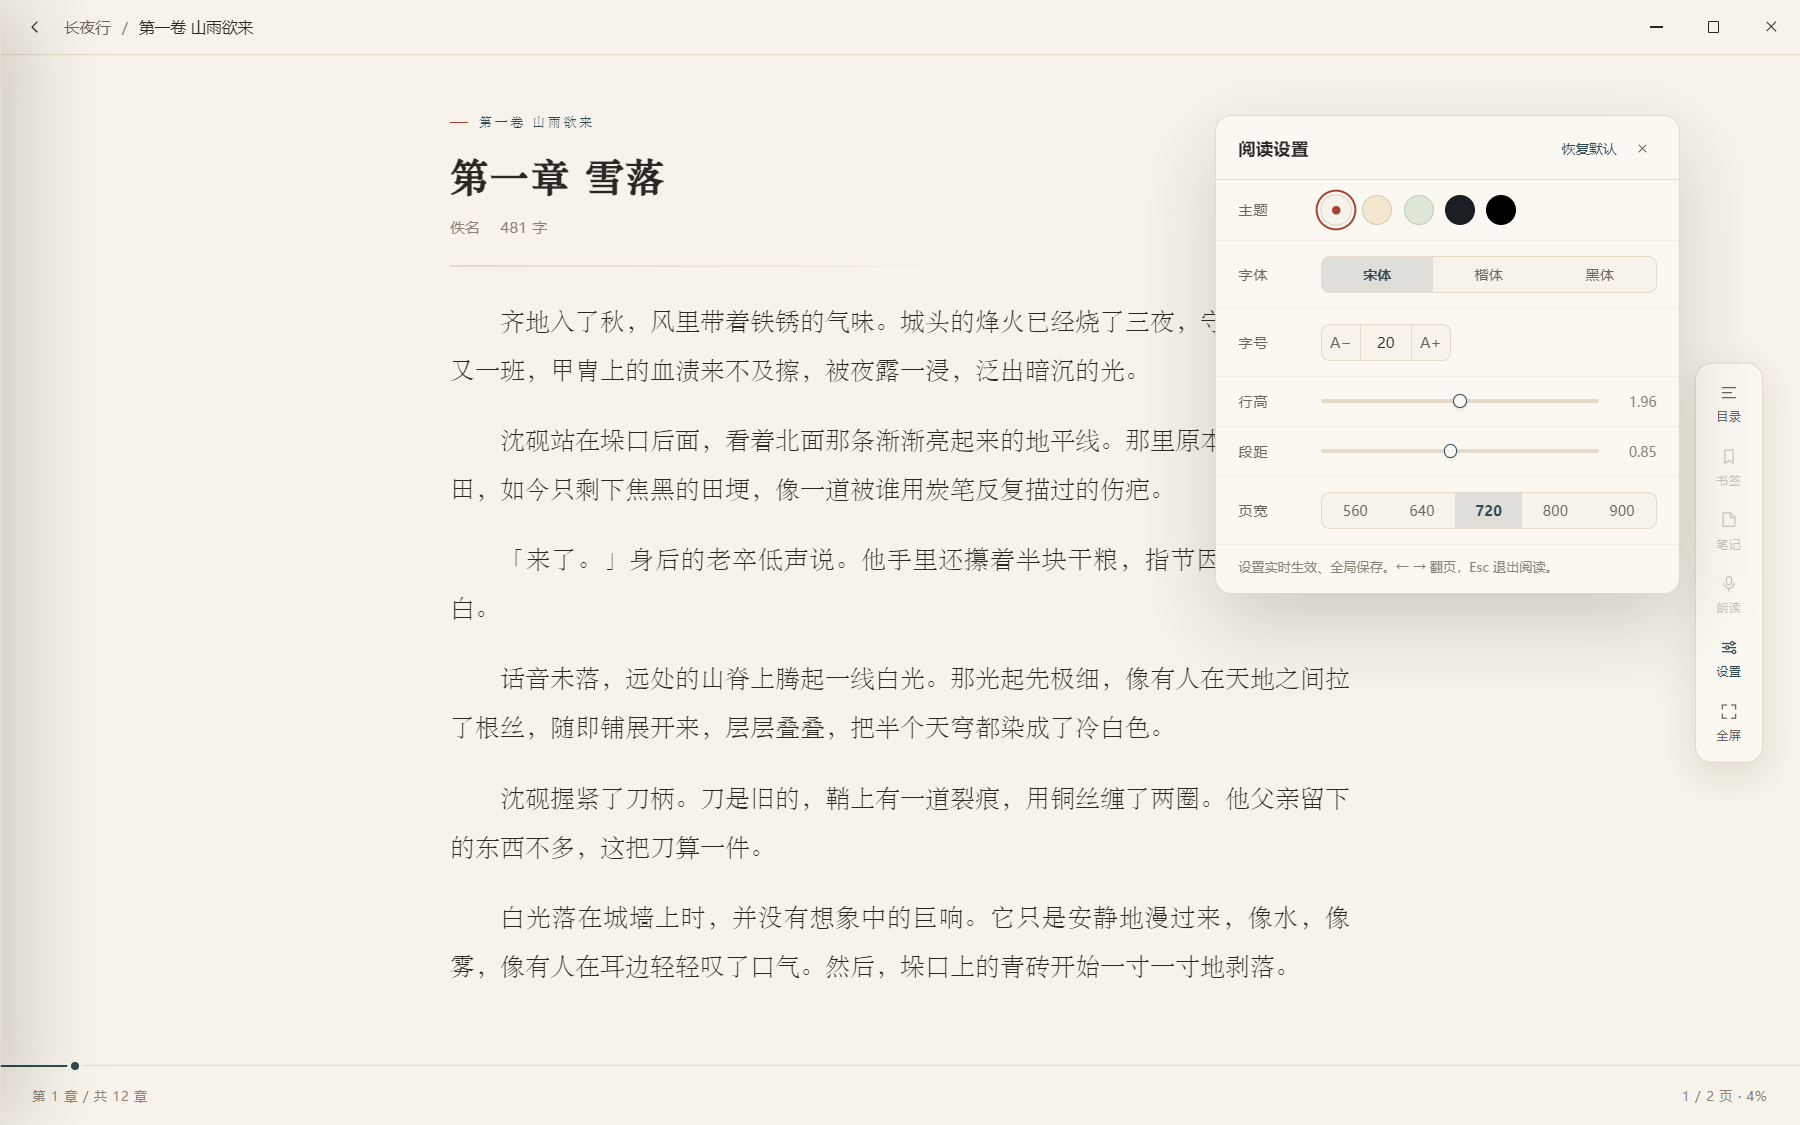 长夜行 / 第一卷 山雨欲来
第一卷 山雨欲来
第一章 雪落
佚名 481 字
齐地入了秋，风里带着铁锈的气味。城头的烽火已经烧了三夜，守
又一班，甲胄上的血渍来不及擦，被夜露一浸，泛出暗沉的光。
沈砚站在垛口后面，看着北面那条渐渐亮起来的地平线。那里原本
田，如今只剩下焦黑的田埂，像一道被谁用炭笔反复描过的伤疤。
「来了。」身后的老卒低声说。他手里还攥着半块干粮，指节因
白。
话音未落，远处的山脊上腾起一线白光。那光起先极细，像有人在天地之间拉
了根丝，随即铺展开来，层层叠叠，把半个天穹都染成了冷白色。
沈砚握紧了刀柄。刀是旧的，鞘上有一道裂痕，用铜丝缠了两圈。他父亲留下
的东西不多，这把刀算一件。
白光落在城墙上时，并没有想象中的巨响。它只是安静地漫过来，像水，像
雾，像有人在耳边轻轻叹了口气。然后，垛口上的青砖开始一寸一寸地剥落。
阅读设置 恢复默认
主题
字体 宋体 楷体 黑体
字号 A− 20 A+
行高 1.96
段距 0.85
页宽 560 640 720 800 900
设置实时生效、全局保存。← → 翻页，Esc 退出阅读。
目录
书签
笔记
朗读
设置
全屏
第 1 章 / 共 12 章
1 / 2 页 · 4%